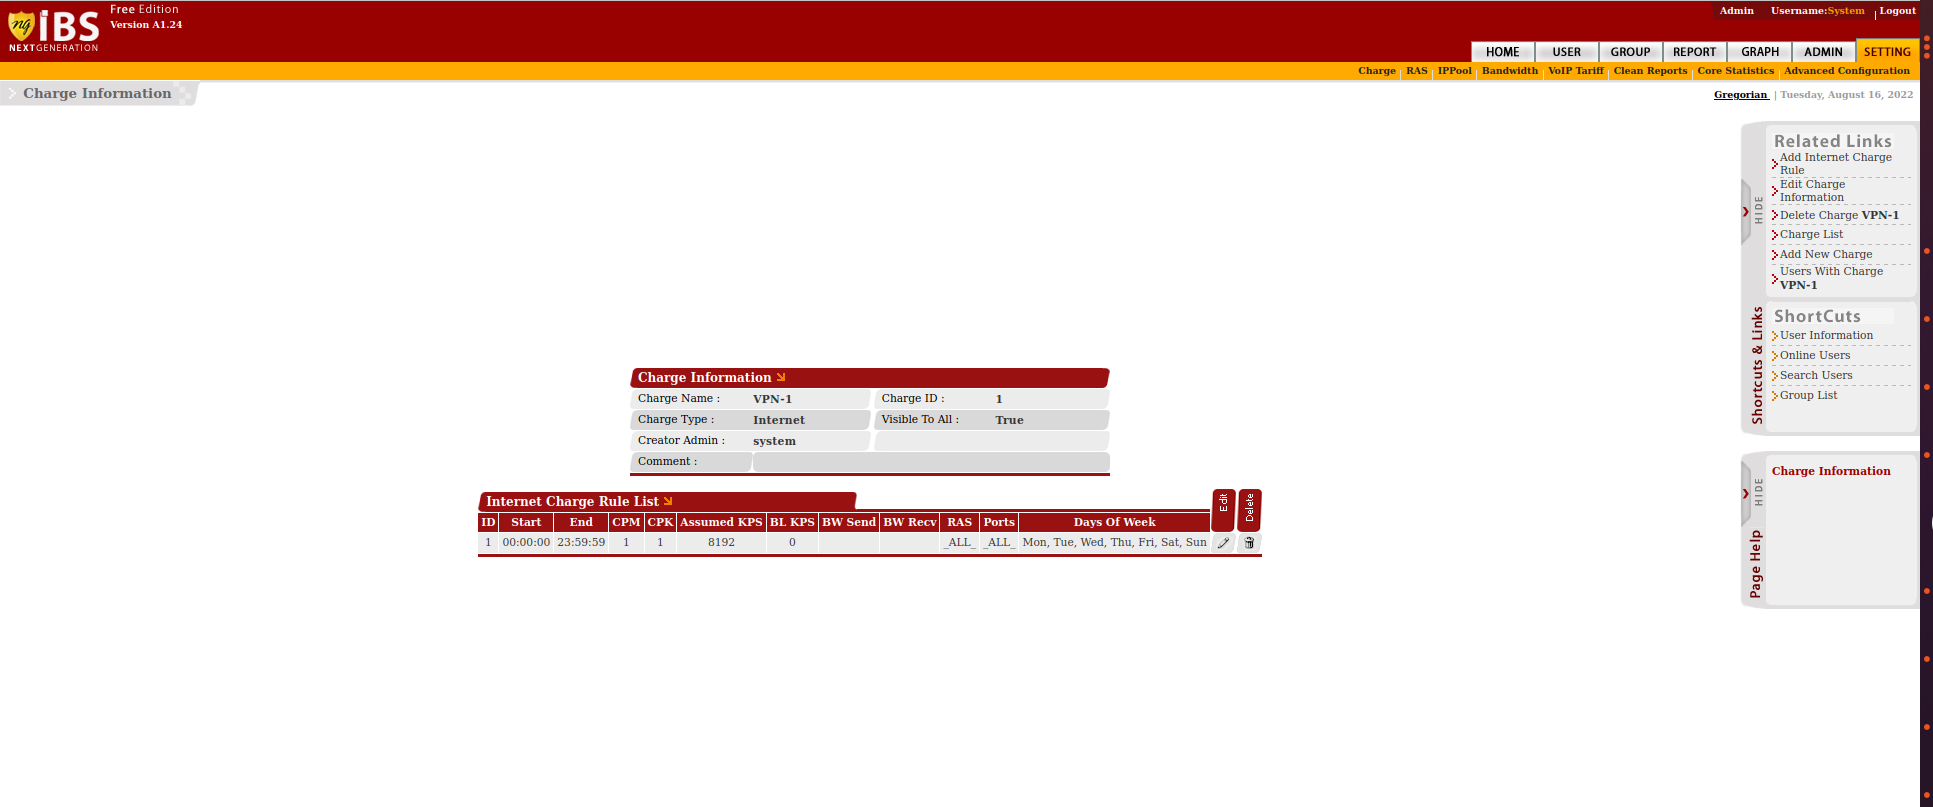 ng iBS
NEXTGENERATION
Free Edition
Version A1.24
Admin Username:System | Logout
HOME USER GROUP REPORT GRAPH ADMIN SETTING
Charge | RAS | IPPool | Bandwidth | VoIP Tariff | Clean Reports | Core Statistics | Advanced Configuration
Charge Information
Gregorian | Tuesday, August 16, 2022
Related Links
Add Internet Charge
Rule
Edit Charge
Information
Delete Charge VPN-1
Charge List
Add New Charge
Users With Charge
VPN-1
HIDE
Shortcuts & Links
ShortCuts
User Information
Online Users
Search Users
Group List
Charge Information
Charge Name : VPN-1 Charge ID : 1
Charge Type : Internet Visible To All : True
Creator Admin : system
Comment :
Charge Information
HIDE
Page Help
Internet Charge Rule List Edit Delete
ID Start End CPM CPK Assumed KPS BL KPS BW Send BW Recv RAS Ports Days Of Week
1 00:00:00 23:59:59 1 1 8192 0 _ALL_ _ALL_ Mon, Tue, Wed, Thu, Fri, Sat, Sun